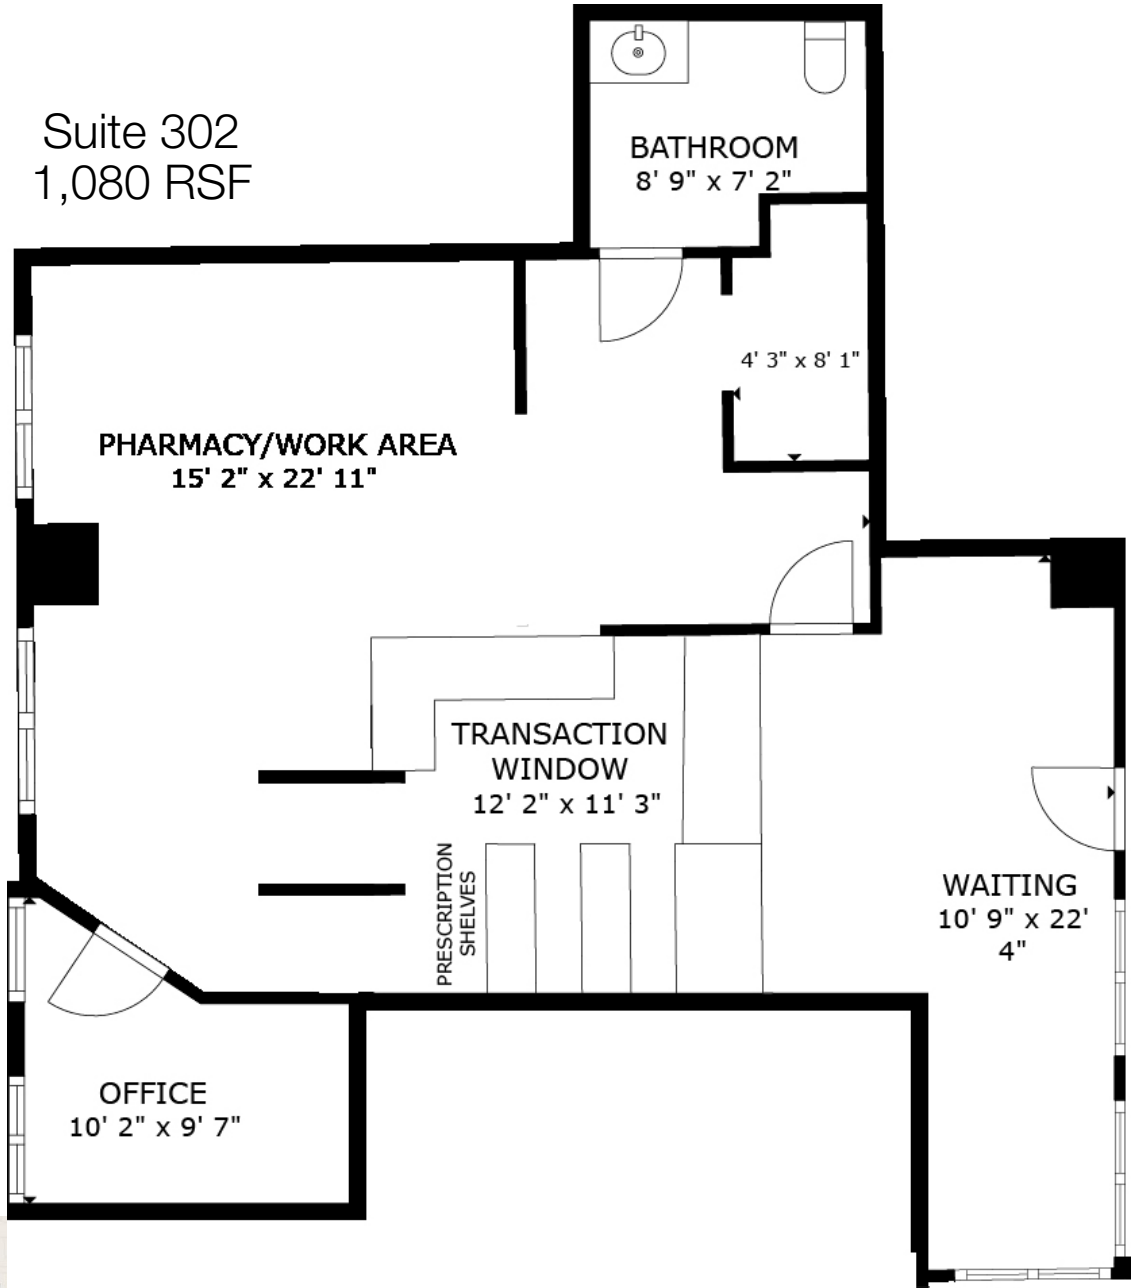 Suite 302
1,080 RSF
BATHROOM
8' 9" x 7' 2"
4' 3" x 8' 1"
PHARMACY/WORK AREA
15' 2" x 22' 11"
TRANSACTION
WINDOW
12' 2" x 11' 3"
PRESCRIPTION
SHELVES
WAITING
10' 9" x 22'
4"
OFFICE
10' 2" x 9' 7"